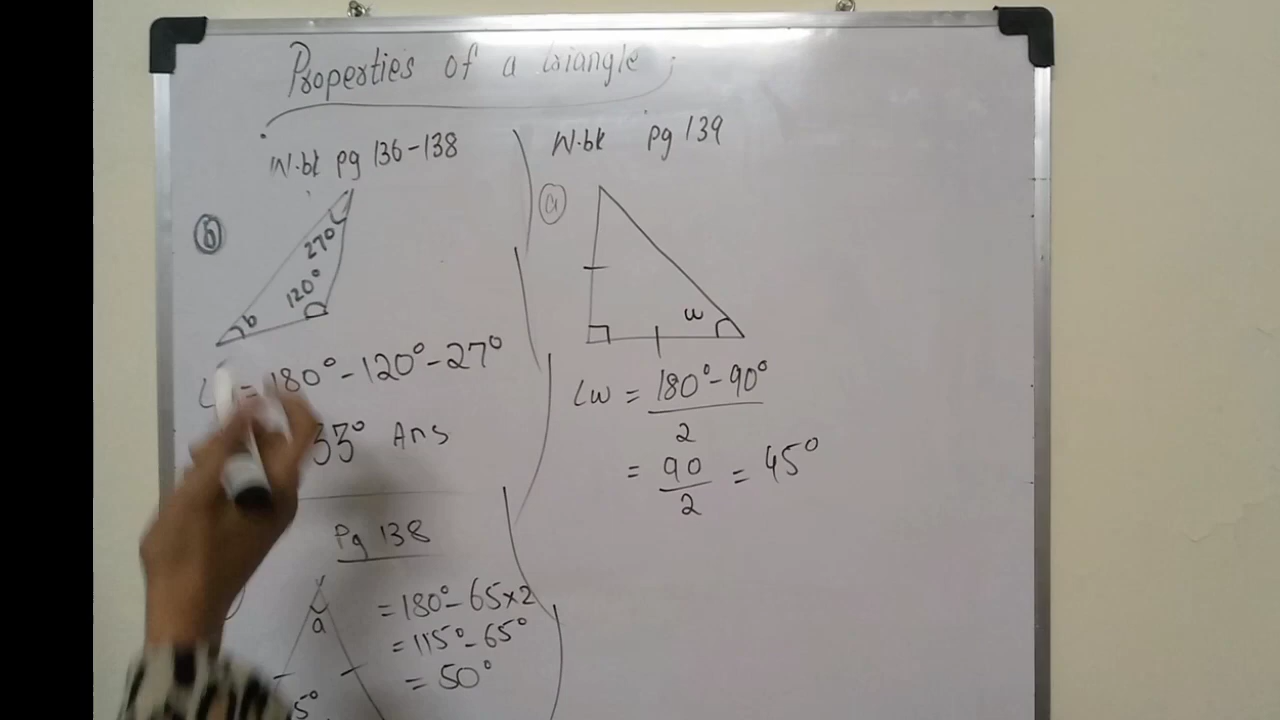 Properties of a triangle
W.bk pg 136-138
b
27°
120°
b
∠ = 180° - 120° - 27°
33° Ans
Pg 138
a
5°
= 180° - 65 × 2
= 115° - 65°
= 50°
W.bk pg 139
a
w
∠w = 180° - 90°
2
= 90 = 45°
2